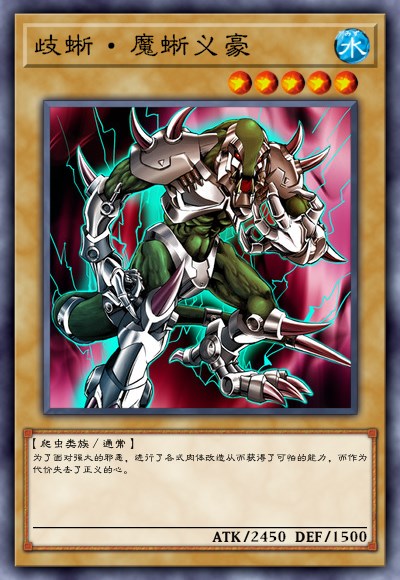 歧蜥·魔蜥义豪
水
【爬虫类族／通常】
为了面对强大的邪恶，进行了各式肉体改造从而获得了可怕的能力，而作为
代价失去了正义的心。
ATK/2450 DEF/1500